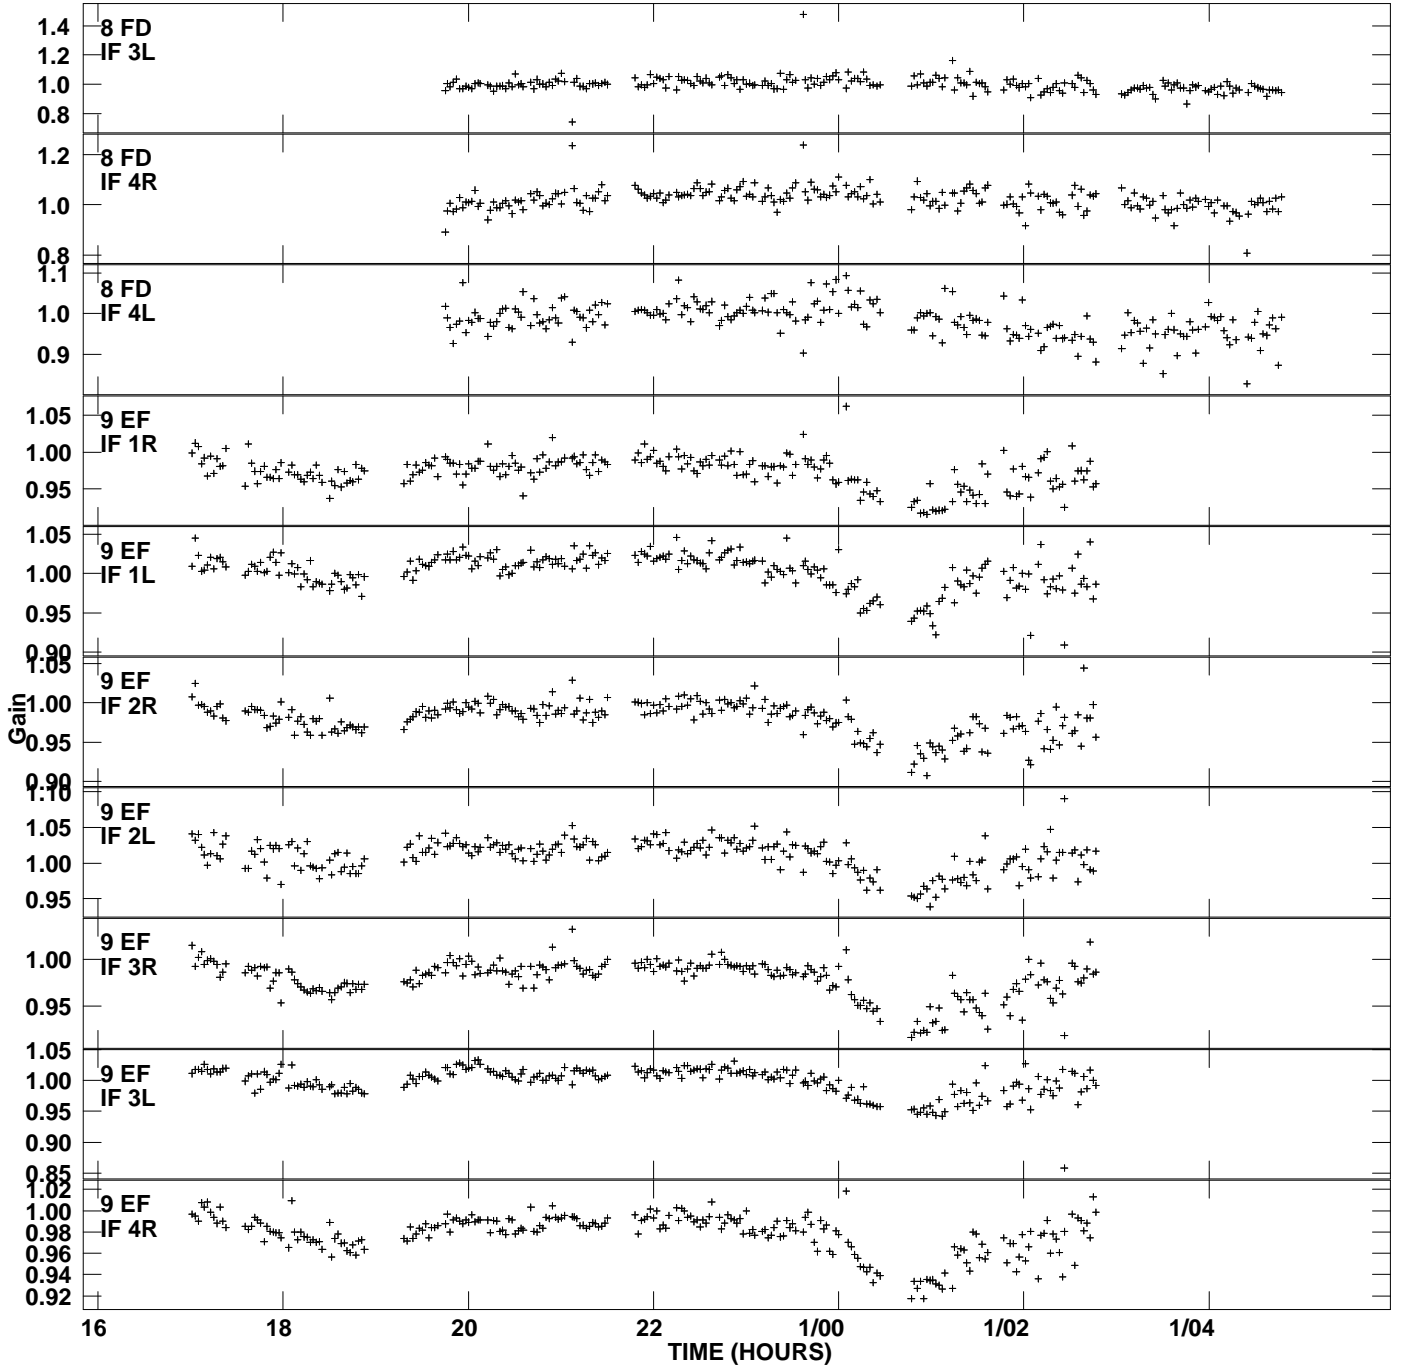 8 FD
IF 3L
1.4
1.2
1.0
0.8
8 FD
IF 4R
1.2
1.0
0.8
8 FD
IF 4L
1.1
1.0
0.9
9 EF
IF 1R
1.05
1.00
0.95
9 EF
IF 1L
1.05
1.00
0.95
0.90
9 EF
IF 2R
1.05
1.00
0.95
0.90
Gain
9 EF
IF 2L
1.10
1.05
1.00
0.95
9 EF
IF 3R
1.00
0.95
9 EF
IF 3L
1.05
1.00
0.95
0.90
0.85
9 EF
IF 4R
1.02
1.00
0.98
0.96
0.94
0.92
16 18 20 22 1/00 1/02 1/04
TIME (HOURS)